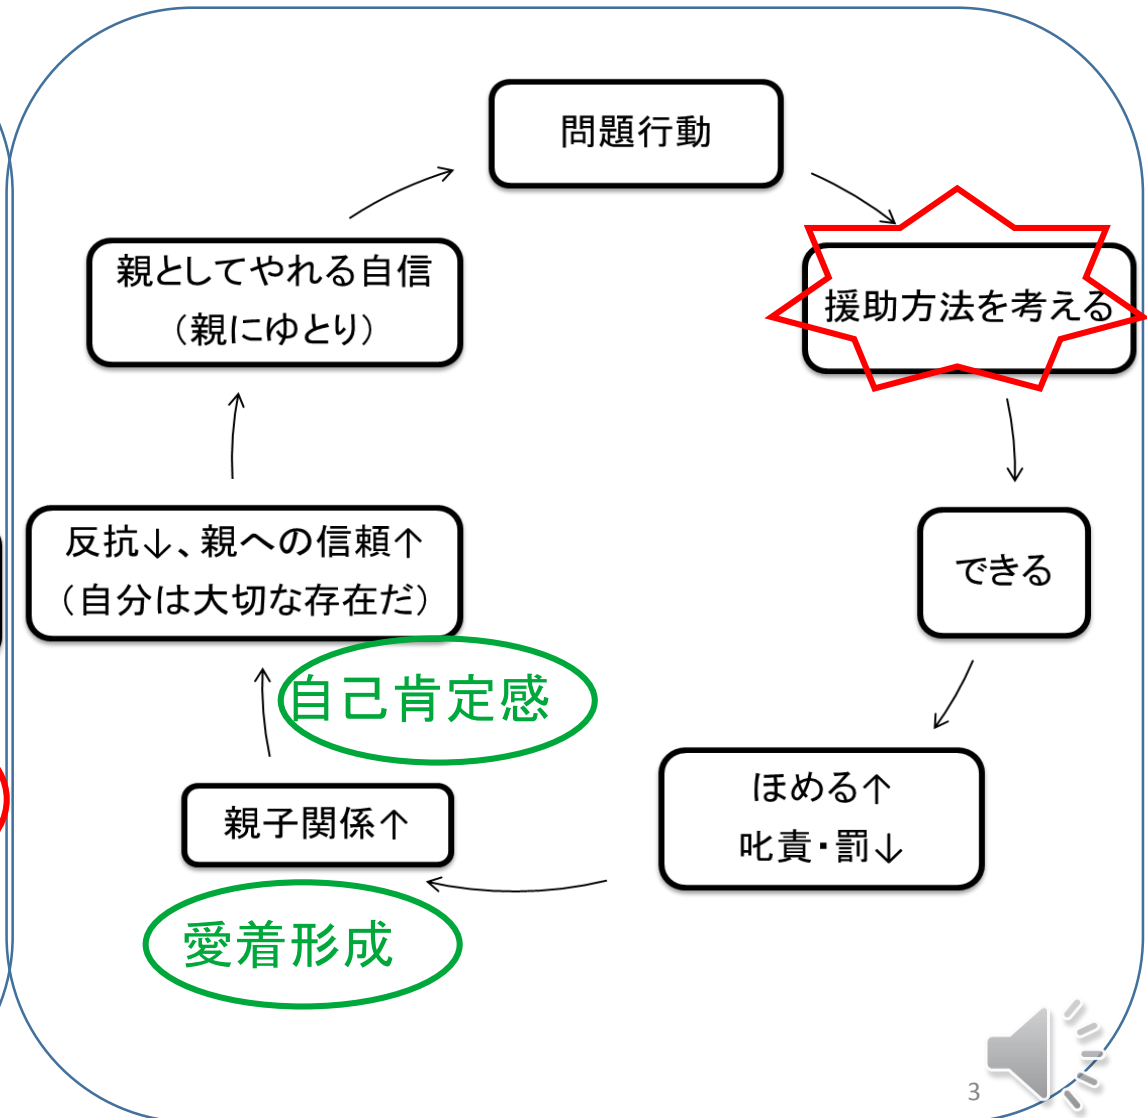 問題行動
援助方法を考える
できる
ほめる↑
叱責・罰↓
親子関係↑
愛着形成
自己肯定感
反抗↓、親への信頼↑
（自分は大切な存在だ）
親としてやれる自信
（親にゆとり）
3